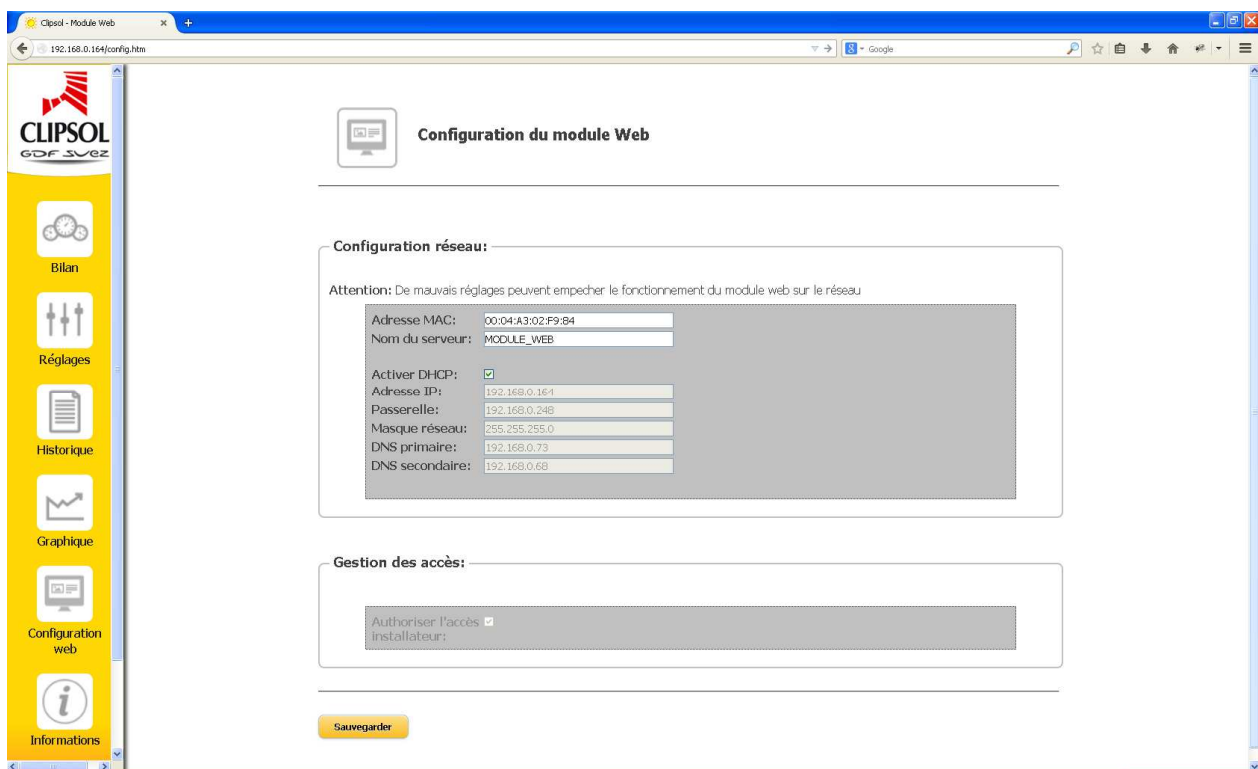 Clipsol - Module Web
192.168.0.164/config.htm
Google
CLIPSOL
GDF SUEZ
Configuration du module Web
Bilan
Réglages
Historique
Graphique
Configuration
web
Informations
Configuration réseau:
Attention: De mauvais réglages peuvent empecher le fonctionnement du module web sur le réseau
Adresse MAC: 00:04:A3:02:F9:B4
Nom du serveur: MODULE_WEB
Activer DHCP:
Adresse IP: 192.168.0.164
Passerelle: 192.168.0.248
Masque réseau: 255.255.255.0
DNS primaire: 192.168.0.73
DNS secondaire: 192.168.0.68
Gestion des accès:
Authoriser l'accès
installateur:
Sauvegarder